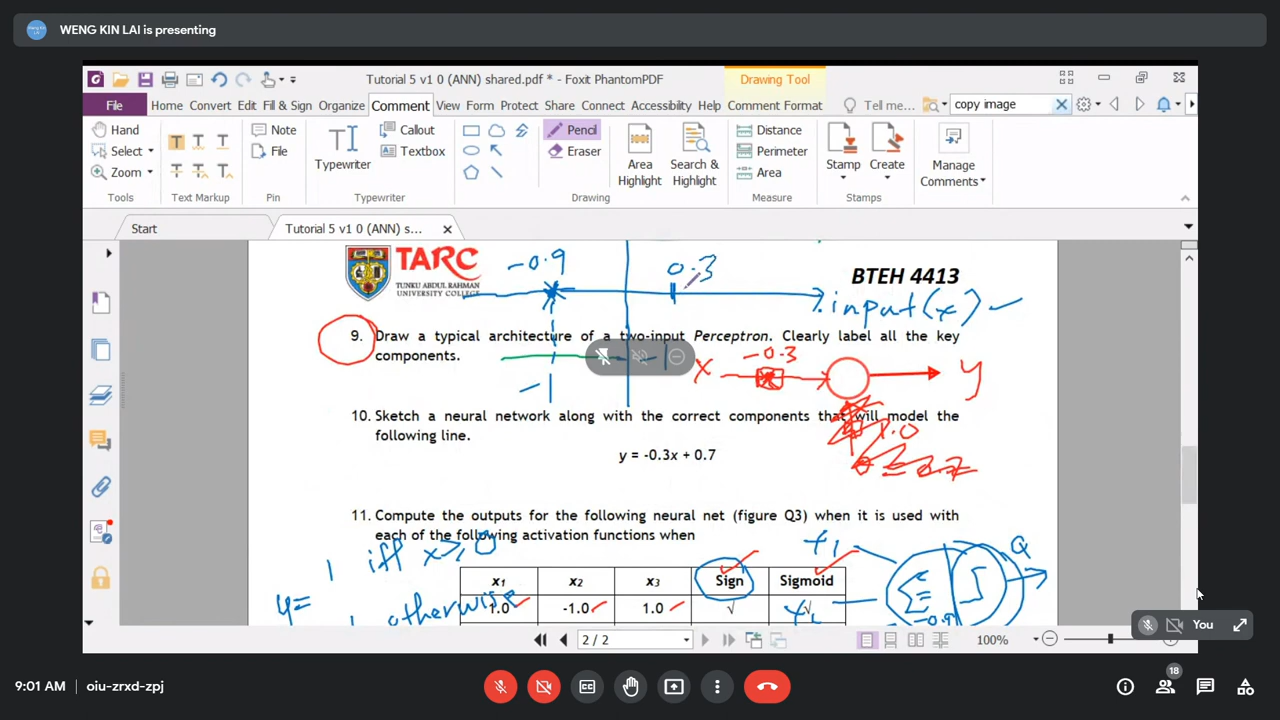 WENG KIN LAI is presenting
Tutorial 5 v1 0 (ANN) shared.pdf * - Foxit PhantomPDF
Drawing Tool
File Home Convert Edit Fill & Sign Organize Comment View Form Protect Share Connect Accessibility Help Comment Format Tell me... copy image
Hand
Select
Zoom
Tools
Text Markup
Note
File
Pin
Typewriter
Callout
Textbox
Typewriter
Pencil
Eraser
Area Highlight
Search & Highlight
Drawing
Distance
Perimeter
Area
Measure
Stamp
Create
Stamps
Manage Comments
Start
Tutorial 5 v1 0 (ANN) s...
TARC
TUNKU ABDUL RAHMAN
UNIVERSITY COLLEGE
BTEH 4413
-0.9
0.3
input(x)
9. Draw a typical architecture of a two-input Perceptron. Clearly label all the key
components.
-1
-1
x
-0.3
y
10. Sketch a neural network along with the correct components that will model the
following line.
1.0
y = -0.3x + 0.7
11. Compute the outputs for the following neural net (figure Q3) when it is used with
each of the following activation functions when
1 iff x≥0
y=
otherwise
x1 x2 x3 Sign Sigmoid
1.0 -1.0 1.0 √ √
Σ
Q
-0.9
2 / 2
100%
You
9:01 AM
oiu-zrxd-zpj
18